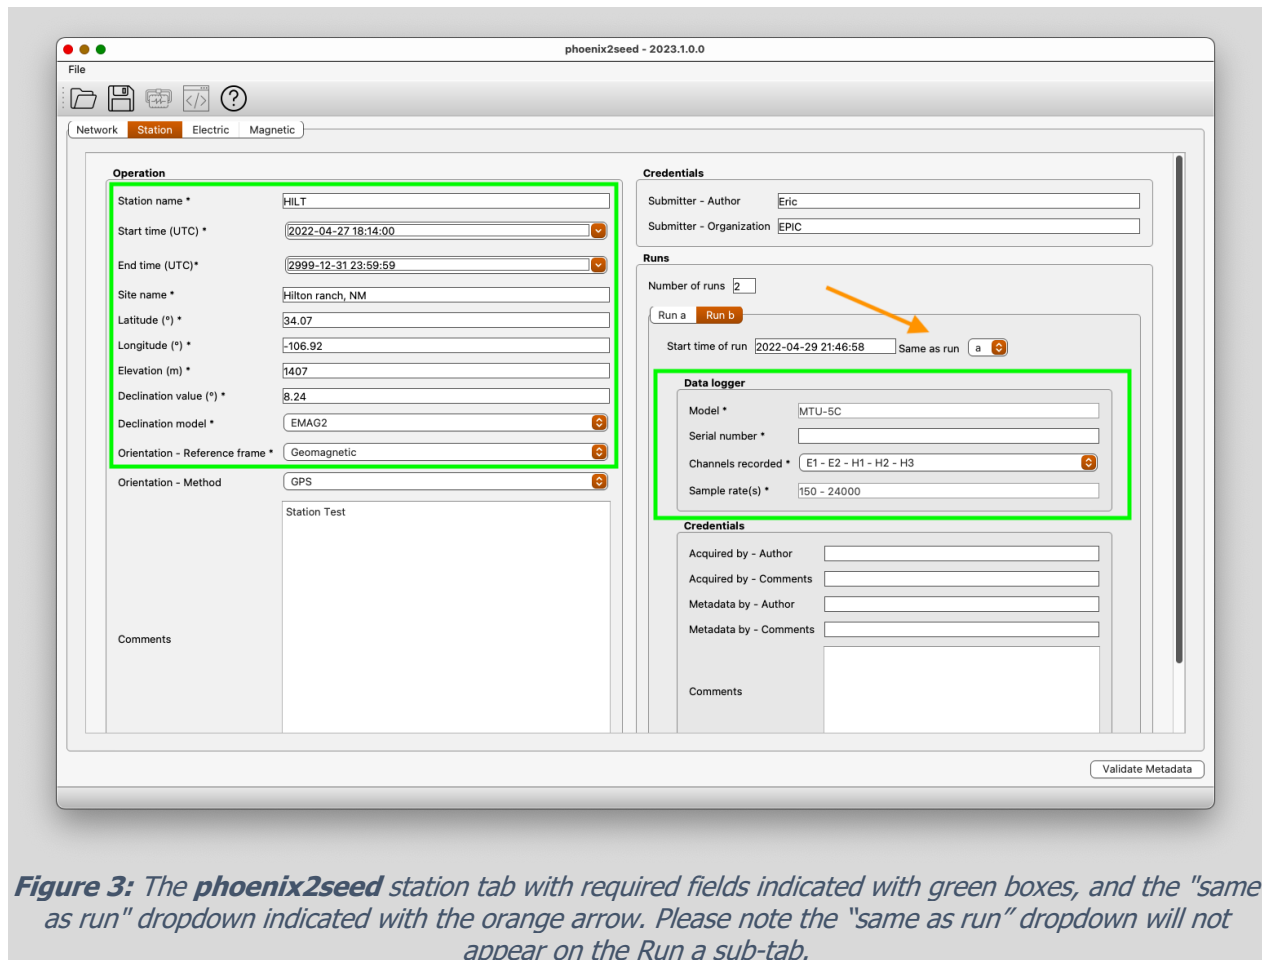 phoenix2seed - 2023.1.0.0
File
Network Station Electric Magnetic
Operation
Station name * HILT
Start time (UTC) * 2022-04-27 18:14:00
End time (UTC)* 2999-12-31 23:59:59
Site name * Hilton ranch, NM
Latitude (º) * 34.07
Longitude (º) * -106.92
Elevation (m) * 1407
Declination value (º) * 8.24
Declination model * EMAG2
Orientation - Reference frame * Geomagnetic
Orientation - Method GPS
Station Test
Comments
Credentials
Submitter - Author Eric
Submitter - Organization EPIC
Runs
Number of runs 2
Run a Run b
Start time of run 2022-04-29 21:46:58 Same as run a
Data logger
Model * MTU-5C
Serial number *
Channels recorded * E1 - E2 - H1 - H2 - H3
Sample rate(s) * 150 - 24000
Credentials
Acquired by - Author
Acquired by - Comments
Metadata by - Author
Metadata by - Comments
Comments
Validate Metadata
Figure 3: The phoenix2seed station tab with required fields indicated with green boxes, and the "same
as run" dropdown indicated with the orange arrow. Please note the “same as run” dropdown will not
appear on the Run a sub-tab.